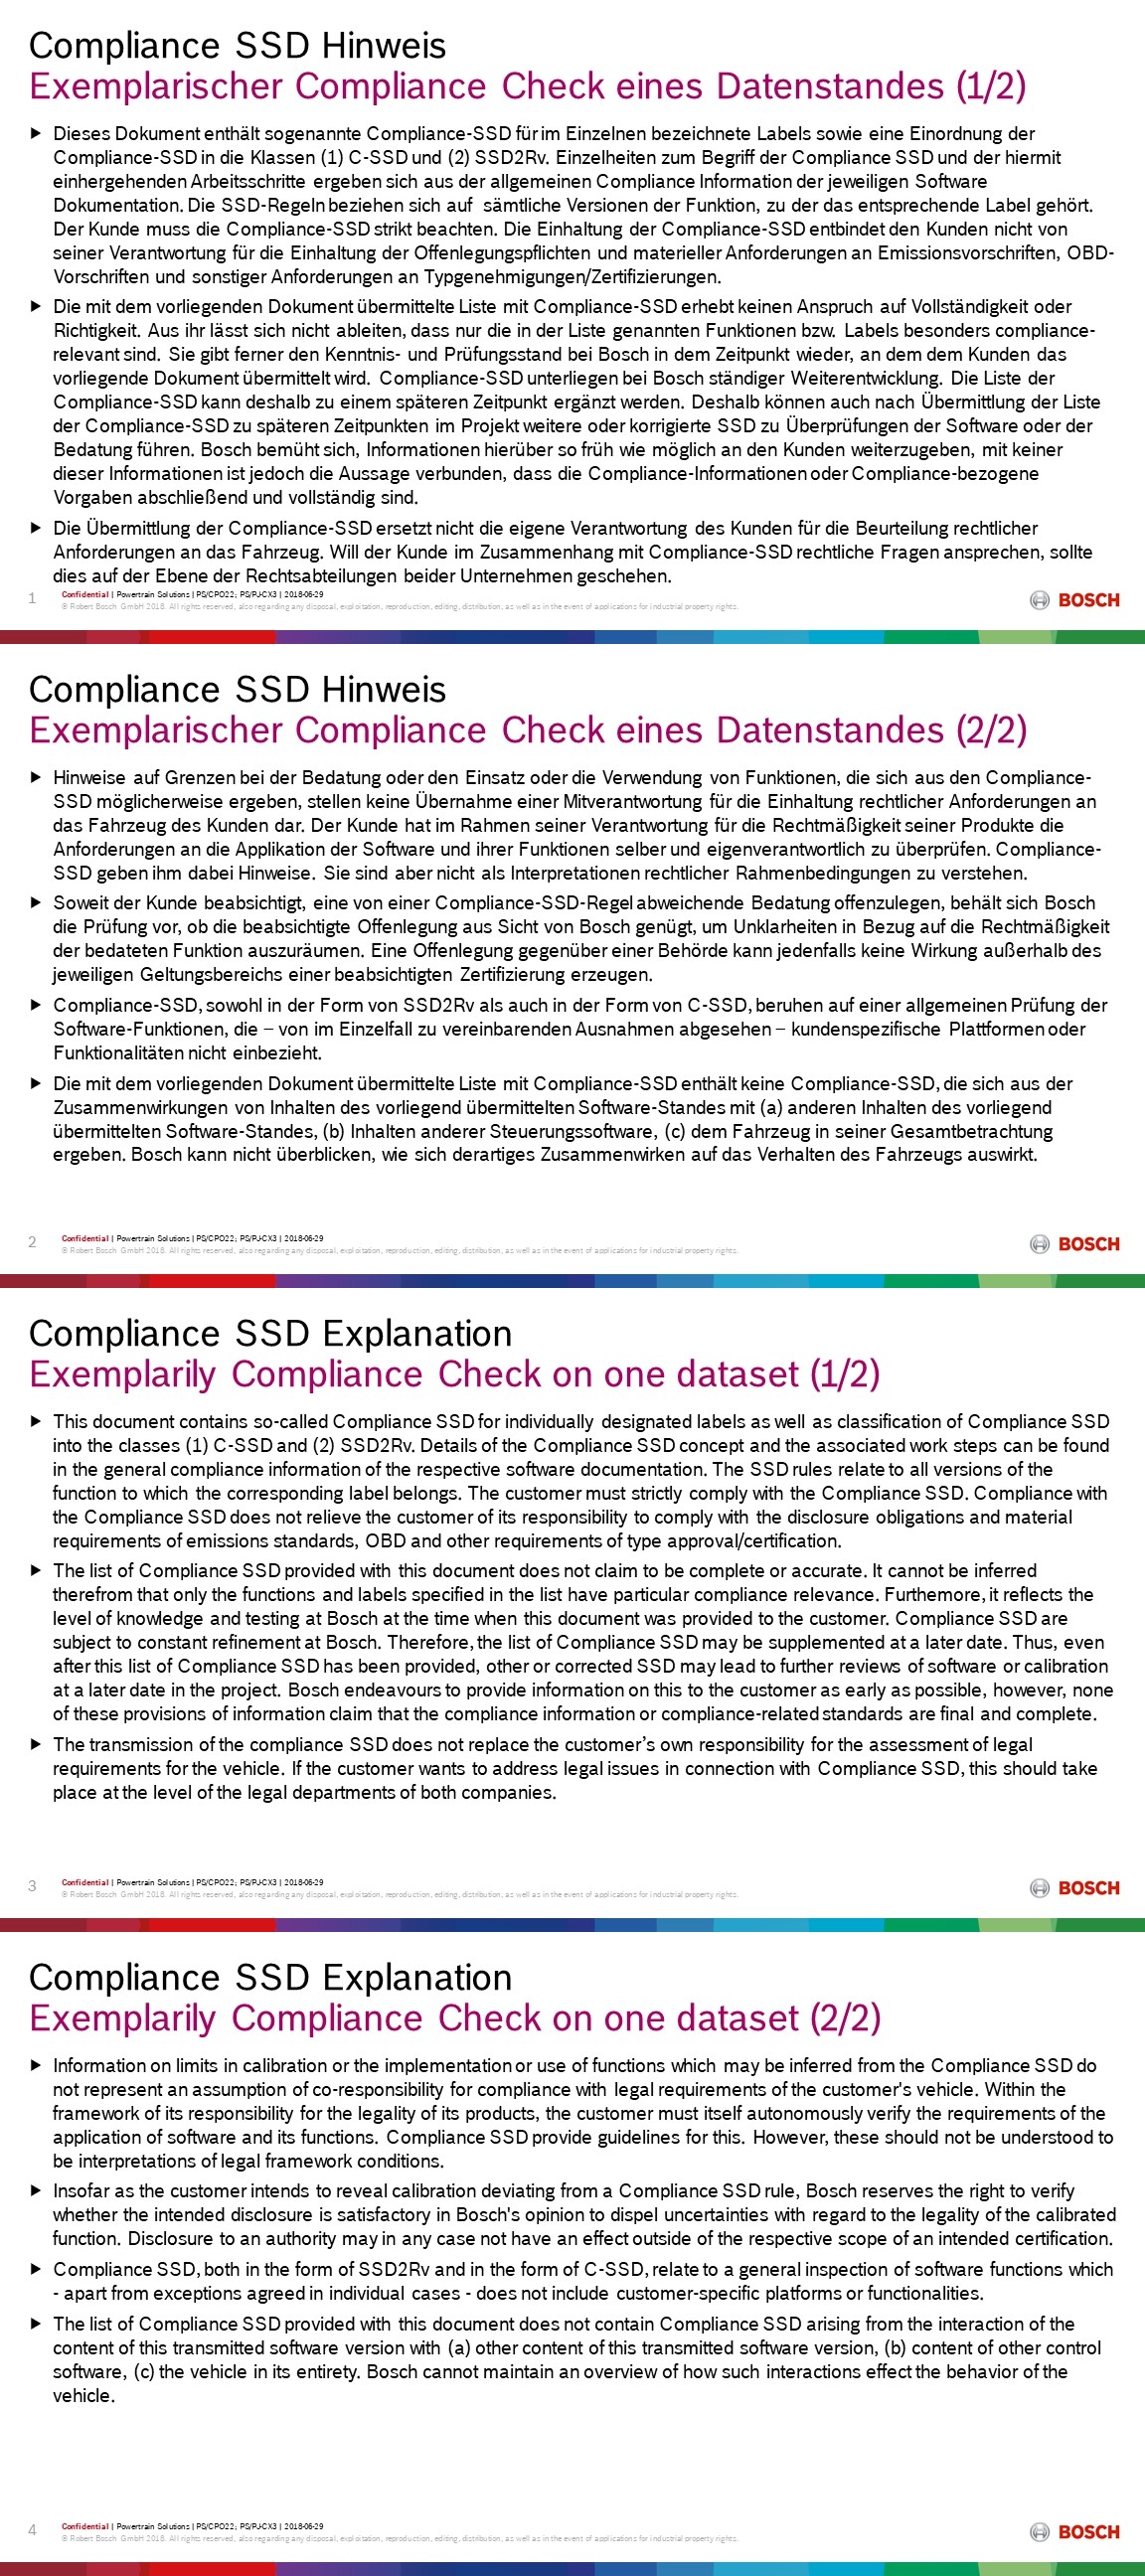 Compliance SSD Hinweis
Exemplarischer Compliance Check eines Datenstandes (1/2)
► Dieses Dokument enthält sogenannte Compliance-SSD für im Einzelnen bezeichnete Labels sowie eine Einordnung der
Compliance-SSD in die Klassen (1) C-SSD und (2) SSD2Rv. Einzelheiten zum Begriff der Compliance SSD und der hiermit
einhergehenden Arbeitsschritte ergeben sich aus der allgemeinen Compliance Information der jeweiligen Software
Dokumentation. Die SSD-Regeln beziehen sich auf sämtliche Versionen der Funktion, zu der das entsprechende Label gehört.
Der Kunde muss die Compliance-SSD strikt beachten. Die Einhaltung der Compliance-SSD entbindet den Kunden nicht von
seiner Verantwortung für die Einhaltung der Offenlegungspflichten und materieller Anforderungen an Emissionsvorschriften, OBD-
Vorschriften und sonstiger Anforderungen an Typgenehmigungen/Zertifizierungen.
► Die mit dem vorliegenden Dokument übermittelte Liste mit Compliance-SSD erhebt keinen Anspruch auf Vollständigkeit oder
Richtigkeit. Aus ihr lässt sich nicht ableiten, dass nur die in der Liste genannten Funktionen bzw. Labels besonders compliance-
relevant sind. Sie gibt ferner den Kenntnis- und Prüfungsstand bei Bosch in dem Zeitpunkt wieder, an dem dem Kunden das
vorliegende Dokument übermittelt wird. Compliance-SSD unterliegen bei Bosch ständiger Weiterentwicklung. Die Liste der
Compliance-SSD kann deshalb zu einem späteren Zeitpunkt ergänzt werden. Deshalb können auch nach Übermittlung der Liste
der Compliance-SSD zu späteren Zeitpunkten im Projekt weitere oder korrigierte SSD zu Überprüfungen der Software oder der
Bedatung führen. Bosch bemüht sich, Informationen hierüber so früh wie möglich an den Kunden weiterzugeben, mit keiner
dieser Informationen ist jedoch die Aussage verbunden, dass die Compliance-Informationen oder Compliance-bezogene
Vorgaben abschließend und vollständig sind.
► Die Übermittlung der Compliance-SSD ersetzt nicht die eigene Verantwortung des Kunden für die Beurteilung rechtlicher
Anforderungen an das Fahrzeug. Will der Kunde im Zusammenhang mit Compliance-SSD rechtliche Fragen ansprechen, sollte
dies auf der Ebene der Rechtsabteilungen beider Unternehmen geschehen.
1 Confidential | Powertrain Solutions | PS/CPO22; PS/PJ-CX3 | 2018-06-29
© Robert Bosch GmbH 2018. All rights reserved, also regarding any disposal, exploitation, reproduction, editing, distribution, as well as in the event of applications for industrial property rights.
BOSCH
Compliance SSD Hinweis
Exemplarischer Compliance Check eines Datenstandes (2/2)
► Hinweise auf Grenzen bei der Bedatung oder den Einsatz oder die Verwendung von Funktionen, die sich aus den Compliance-
SSD möglicherweise ergeben, stellen keine Übernahme einer Mitverantwortung für die Einhaltung rechtlicher Anforderungen an
das Fahrzeug des Kunden dar. Der Kunde hat im Rahmen seiner Verantwortung für die Rechtmäßigkeit seiner Produkte die
Anforderungen an die Applikation der Software und ihrer Funktionen selber und eigenverantwortlich zu überprüfen. Compliance-
SSD geben ihm dabei Hinweise. Sie sind aber nicht als Interpretationen rechtlicher Rahmenbedingungen zu verstehen.
► Soweit der Kunde beabsichtigt, eine von einer Compliance-SSD-Regel abweichende Bedatung offenzulegen, behält sich Bosch
die Prüfung vor, ob die beabsichtigte Offenlegung aus Sicht von Bosch genügt, um Unklarheiten in Bezug auf die Rechtmäßigkeit
der bedateten Funktion auszuräumen. Eine Offenlegung gegenüber einer Behörde kann jedenfalls keine Wirkung außerhalb des
jeweiligen Geltungsbereichs einer beabsichtigten Zertifizierung erzeugen.
► Compliance-SSD, sowohl in der Form von SSD2Rv als auch in der Form von C-SSD, beruhen auf einer allgemeinen Prüfung der
Software-Funktionen, die – von im Einzelfall zu vereinbarenden Ausnahmen abgesehen – kundenspezifische Plattformen oder
Funktionalitäten nicht einbezieht.
► Die mit dem vorliegenden Dokument übermittelte Liste mit Compliance-SSD enthält keine Compliance-SSD, die sich aus der
Zusammenwirkungen von Inhalten des vorliegend übermittelten Software-Standes mit (a) anderen Inhalten des vorliegend
übermittelten Software-Standes, (b) Inhalten anderer Steuerungssoftware, (c) dem Fahrzeug in seiner Gesamtbetrachtung
ergeben. Bosch kann nicht überblicken, wie sich derartiges Zusammenwirken auf das Verhalten des Fahrzeugs auswirkt.
2 Confidential | Powertrain Solutions | PS/CPO22; PS/PJ-CX3 | 2018-06-29
© Robert Bosch GmbH 2018. All rights reserved, also regarding any disposal, exploitation, reproduction, editing, distribution, as well as in the event of applications for industrial property rights.
BOSCH
Compliance SSD Explanation
Exemplarily Compliance Check on one dataset (1/2)
► This document contains so-called Compliance SSD for individually designated labels as well as classification of Compliance SSD
into the classes (1) C-SSD and (2) SSD2Rv. Details of the Compliance SSD concept and the associated work steps can be found
in the general compliance information of the respective software documentation. The SSD rules relate to all versions of the
function to which the corresponding label belongs. The customer must strictly comply with the Compliance SSD. Compliance with
the Compliance SSD does not relieve the customer of its responsibility to comply with the disclosure obligations and material
requirements of emissions standards, OBD and other requirements of type approval/certification.
► The list of Compliance SSD provided with this document does not claim to be complete or accurate. It cannot be inferred
therefrom that only the functions and labels specified in the list have particular compliance relevance. Furthemore, it reflects the
level of knowledge and testing at Bosch at the time when this document was provided to the customer. Compliance SSD are
subject to constant refinement at Bosch. Therefore, the list of Compliance SSD may be supplemented at a later date. Thus, even
after this list of Compliance SSD has been provided, other or corrected SSD may lead to further reviews of software or calibration
at a later date in the project. Bosch endeavours to provide information on this to the customer as early as possible, however, none
of these provisions of information claim that the compliance information or compliance-related standards are final and complete.
► The transmission of the compliance SSD does not replace the customer’s own responsibility for the assessment of legal
requirements for the vehicle. If the customer wants to address legal issues in connection with Compliance SSD, this should take
place at the level of the legal departments of both companies.
3 Confidential | Powertrain Solutions | PS/CPO22; PS/PJ-CX3 | 2018-06-29
© Robert Bosch GmbH 2018. All rights reserved, also regarding any disposal, exploitation, reproduction, editing, distribution, as well as in the event of applications for industrial property rights.
BOSCH
Compliance SSD Explanation
Exemplarily Compliance Check on one dataset (2/2)
► Information on limits in calibration or the implementation or use of functions which may be inferred from the Compliance SSD do
not represent an assumption of co-responsibility for compliance with legal requirements of the customer's vehicle. Within the
framework of its responsibility for the legality of its products, the customer must itself autonomously verify the requirements of the
application of software and its functions. Compliance SSD provide guidelines for this. However, these should not be understood to
be interpretations of legal framework conditions.
► Insofar as the customer intends to reveal calibration deviating from a Compliance SSD rule, Bosch reserves the right to verify
whether the intended disclosure is satisfactory in Bosch's opinion to dispel uncertainties with regard to the legality of the calibrated
function. Disclosure to an authority may in any case not have an effect outside of the respective scope of an intended certification.
► Compliance SSD, both in the form of SSD2Rv and in the form of C-SSD, relate to a general inspection of software functions which
- apart from exceptions agreed in individual cases - does not include customer-specific platforms or functionalities.
► The list of Compliance SSD provided with this document does not contain Compliance SSD arising from the interaction of the
content of this transmitted software version with (a) other content of this transmitted software version, (b) content of other control
software, (c) the vehicle in its entirety. Bosch cannot maintain an overview of how such interactions effect the behavior of the
vehicle.
4 Confidential | Powertrain Solutions | PS/CPO22; PS/PJ-CX3 | 2018-06-29
© Robert Bosch GmbH 2018. All rights reserved, also regarding any disposal, exploitation, reproduction, editing, distribution, as well as in the event of applications for industrial property rights.
BOSCH